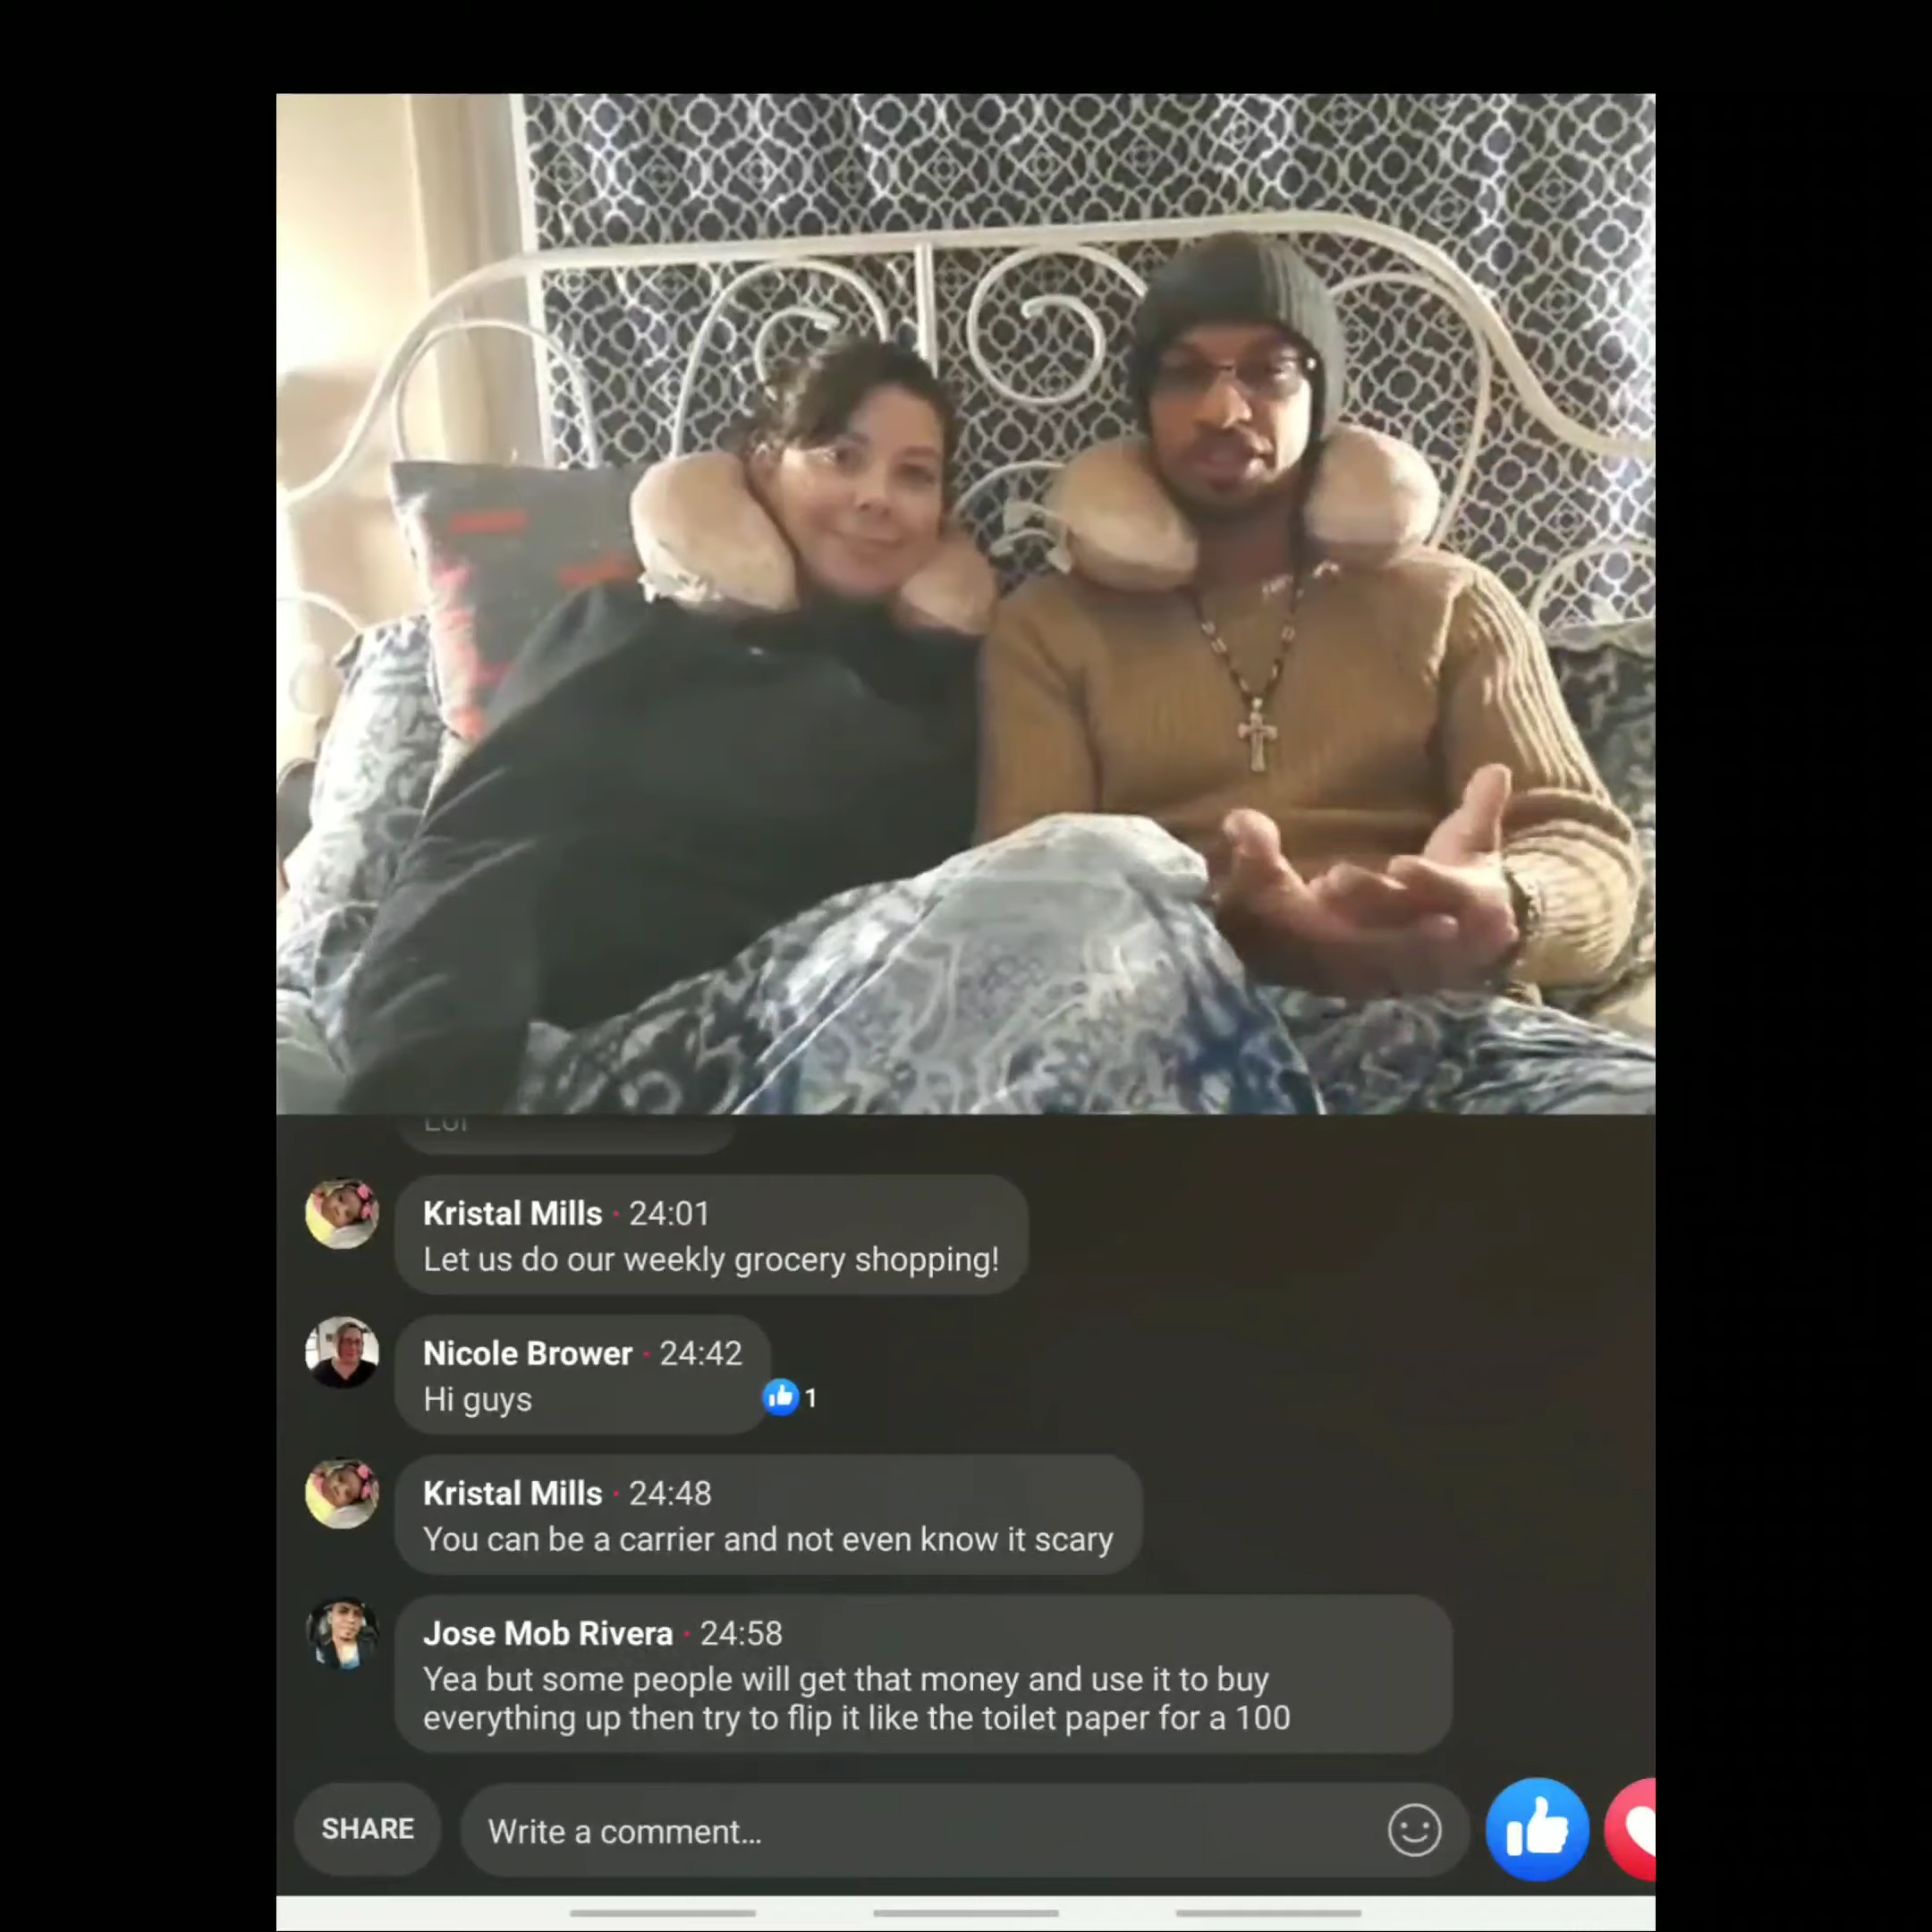 Lol
Kristal Mills · 24:01
Let us do our weekly grocery shopping!
Nicole Brower · 24:42
Hi guys
1
Kristal Mills · 24:48
You can be a carrier and not even know it scary
Jose Mob Rivera · 24:58
Yea but some people will get that money and use it to buy
everything up then try to flip it like the toilet paper for a 100
SHARE
Write a comment...